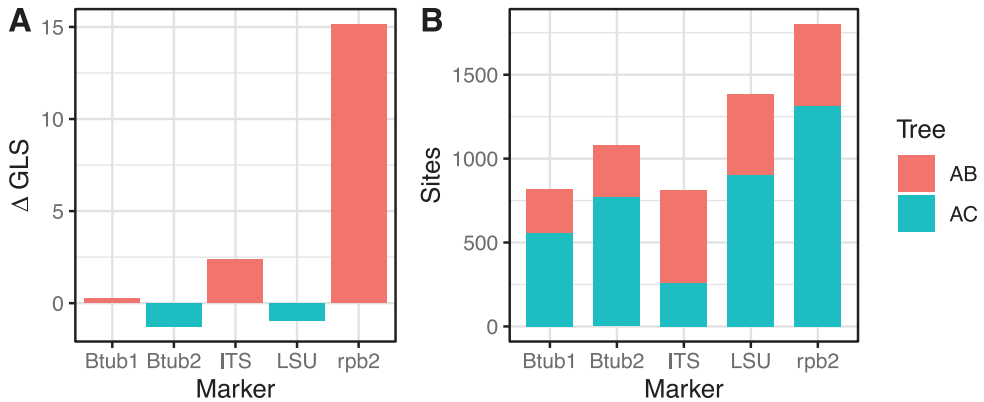 A
Δ GLS
15
10
5
0
Btub1 Btub2 ITS LSU rpb2
Marker
B
Sites
1500
1000
500
0
Btub1 Btub2 ITS LSU rpb2
Marker
Tree
AB
AC